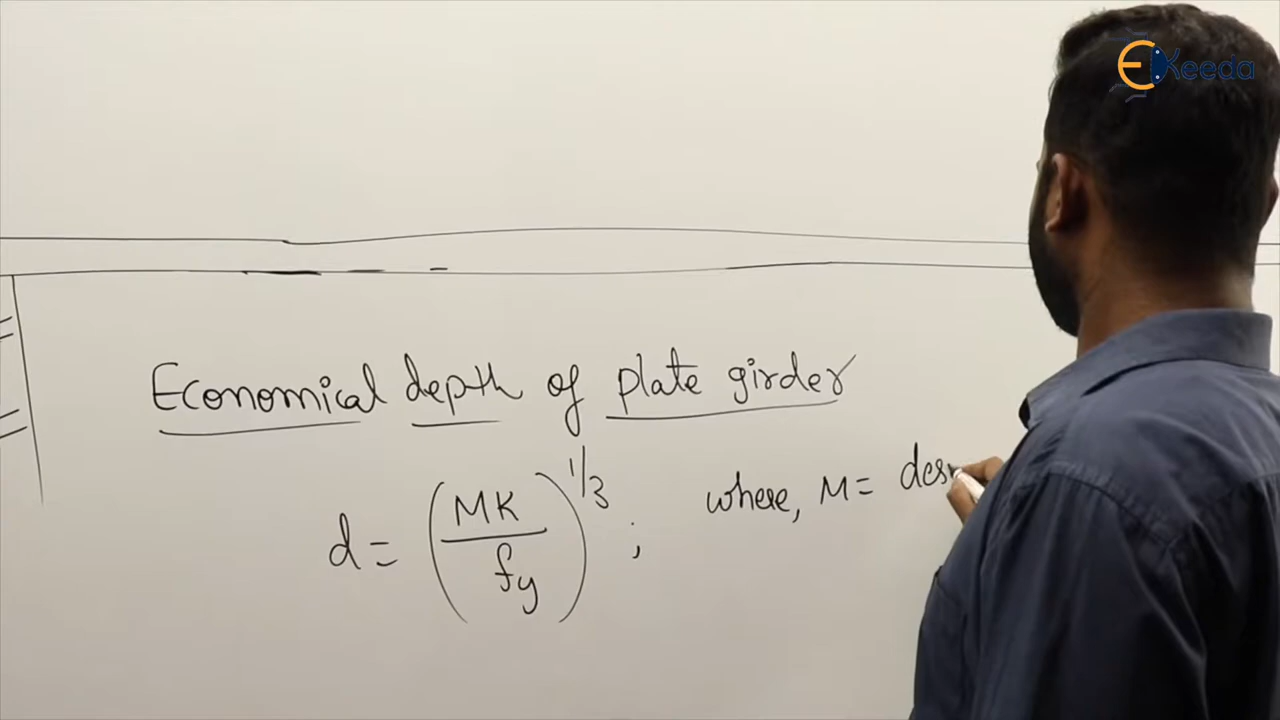 EKeeda
Economical depth of plate girder
d = (MK / fy)^1/3 ; where, M = des